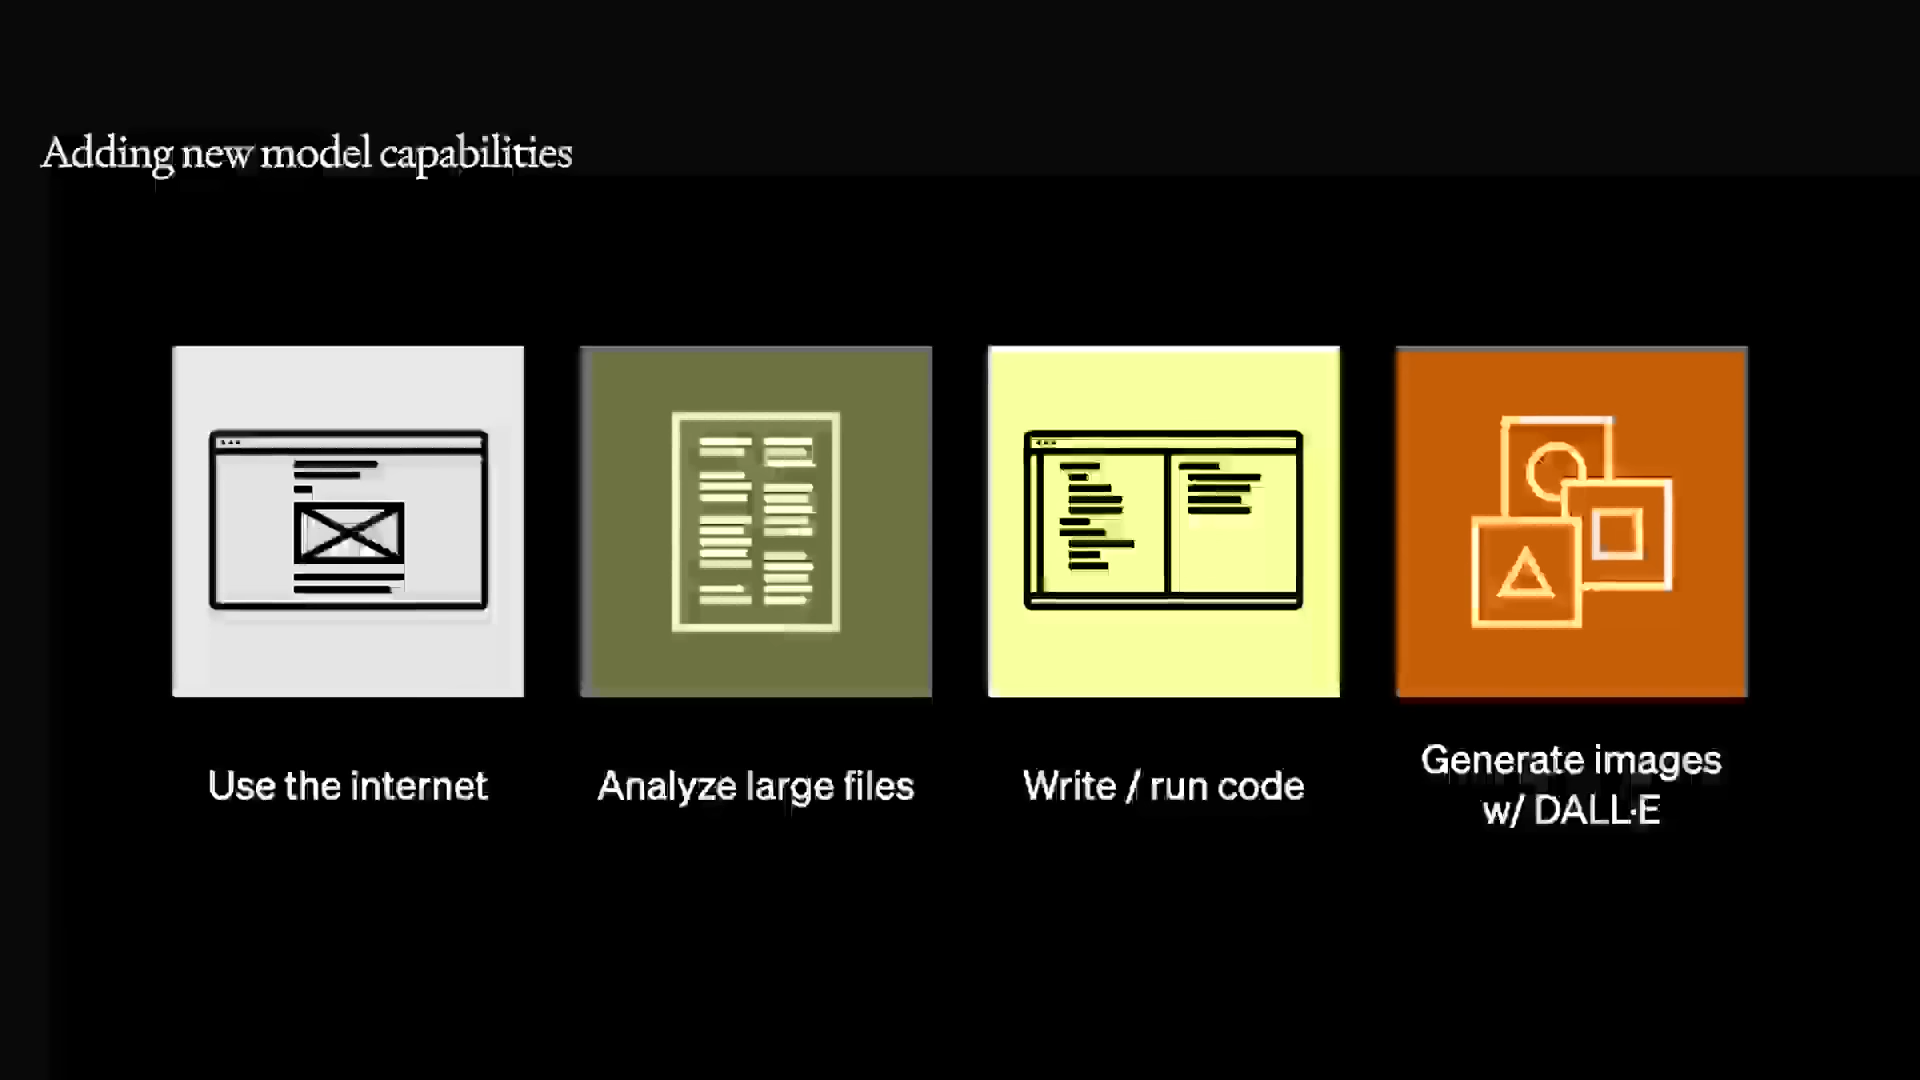 Adding new model capabilities
Use the internet
Analyze large files
Write / run code
Generate images
w/ DALL·E